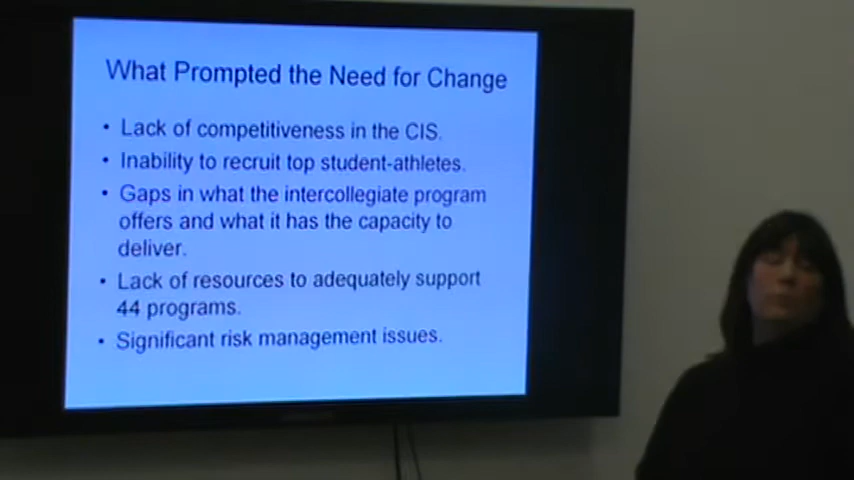 What Prompted the Need for Change
• Lack of competitiveness in the CIS.
• Inability to recruit top student-athletes.
• Gaps in what the intercollegiate program
offers and what it has the capacity to
deliver.
• Lack of resources to adequately support
44 programs.
• Significant risk management issues.